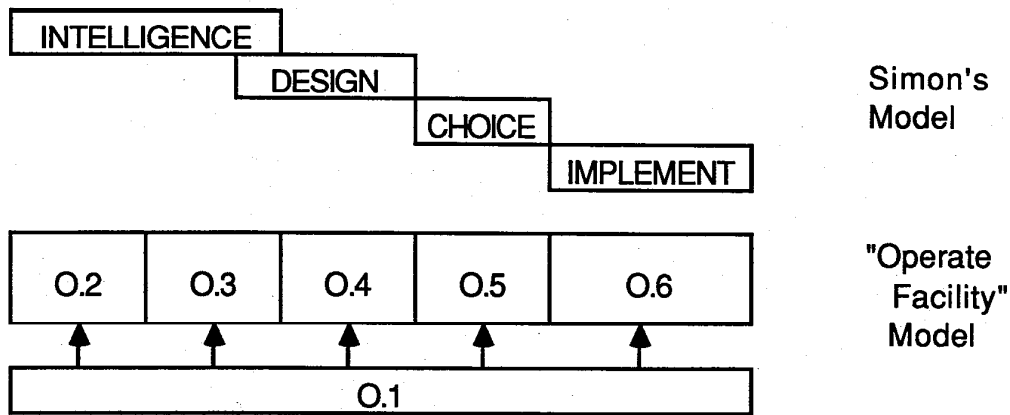 INTELLIGENCE
DESIGN
CHOICE
IMPLEMENT
Simon's
Model
O.2 O.3 O.4 O.5 O.6
"Operate
Facility"
Model
O.1